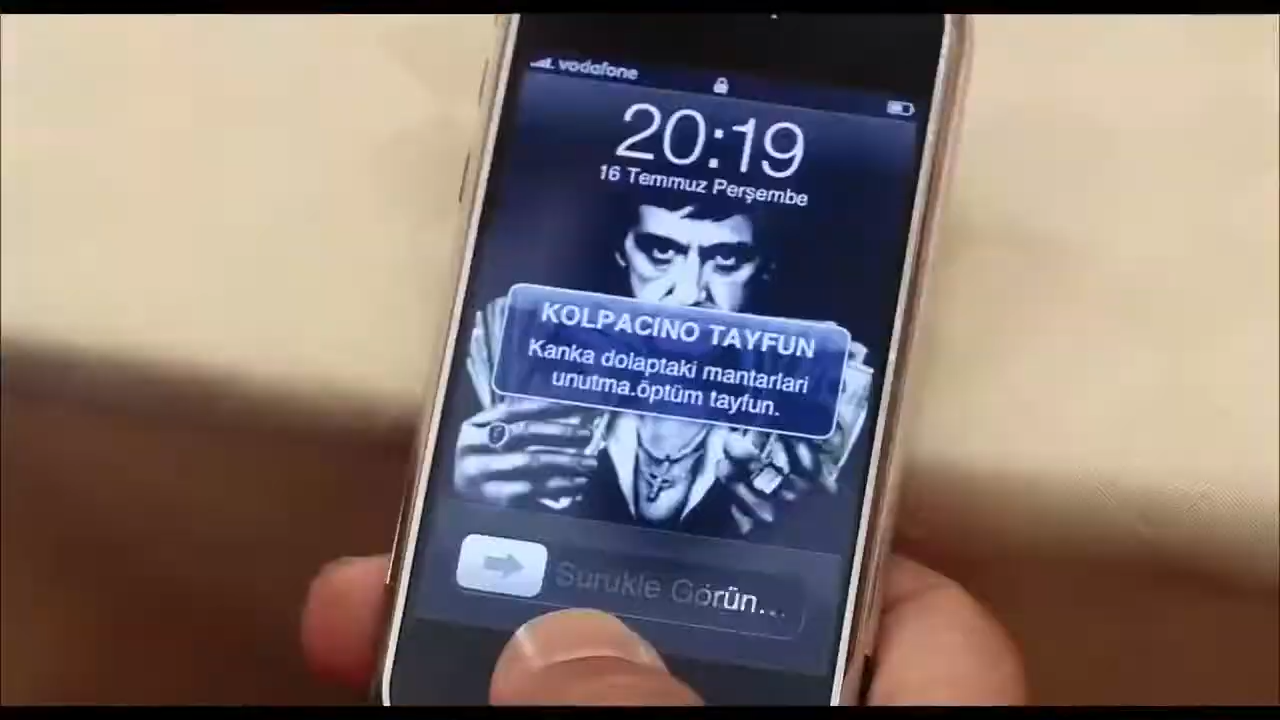 vodafone
20:19
16 Temmuz Perşembe
KOLPACINO TAYFUN
Kanka dolaptaki mantarlari
unutma.öptüm tayfun.
Surukle Görün...